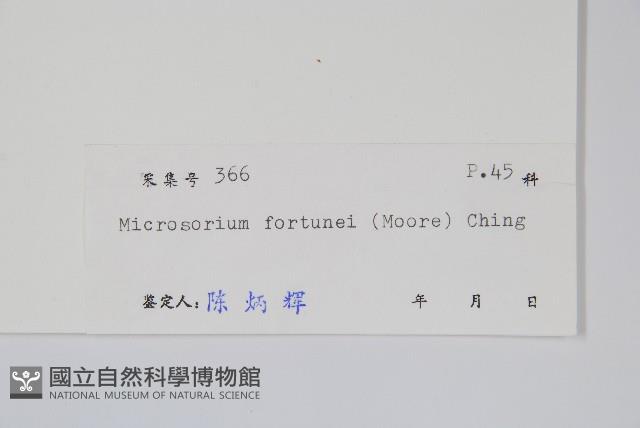 采集号 366 P.45 科
Microsorium fortunei (Moore) Ching
鉴定人: 陈炳辉 年 月 日
國立自然科學博物館
NATIONAL MUSEUM OF NATURAL SCIENCE